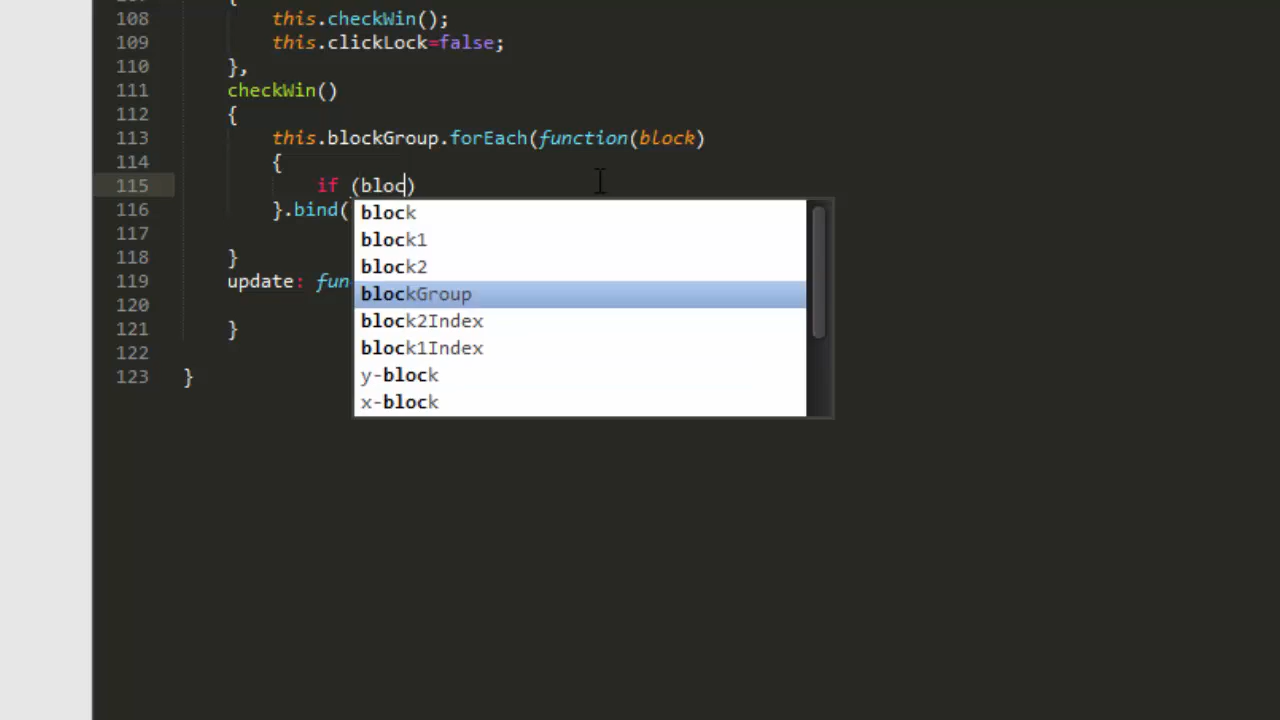 108 this.checkWin();
109 this.clickLock=false;
110 },
111 checkWin()
112 {
113 this.blockGroup.forEach(function(block)
114 {
115 if (bloc)
116 }.bind(
117
118 }
119 update: fun
120
121 }
122
123 }
block
block1
block2
blockGroup
block2Index
block1Index
y-block
x-block